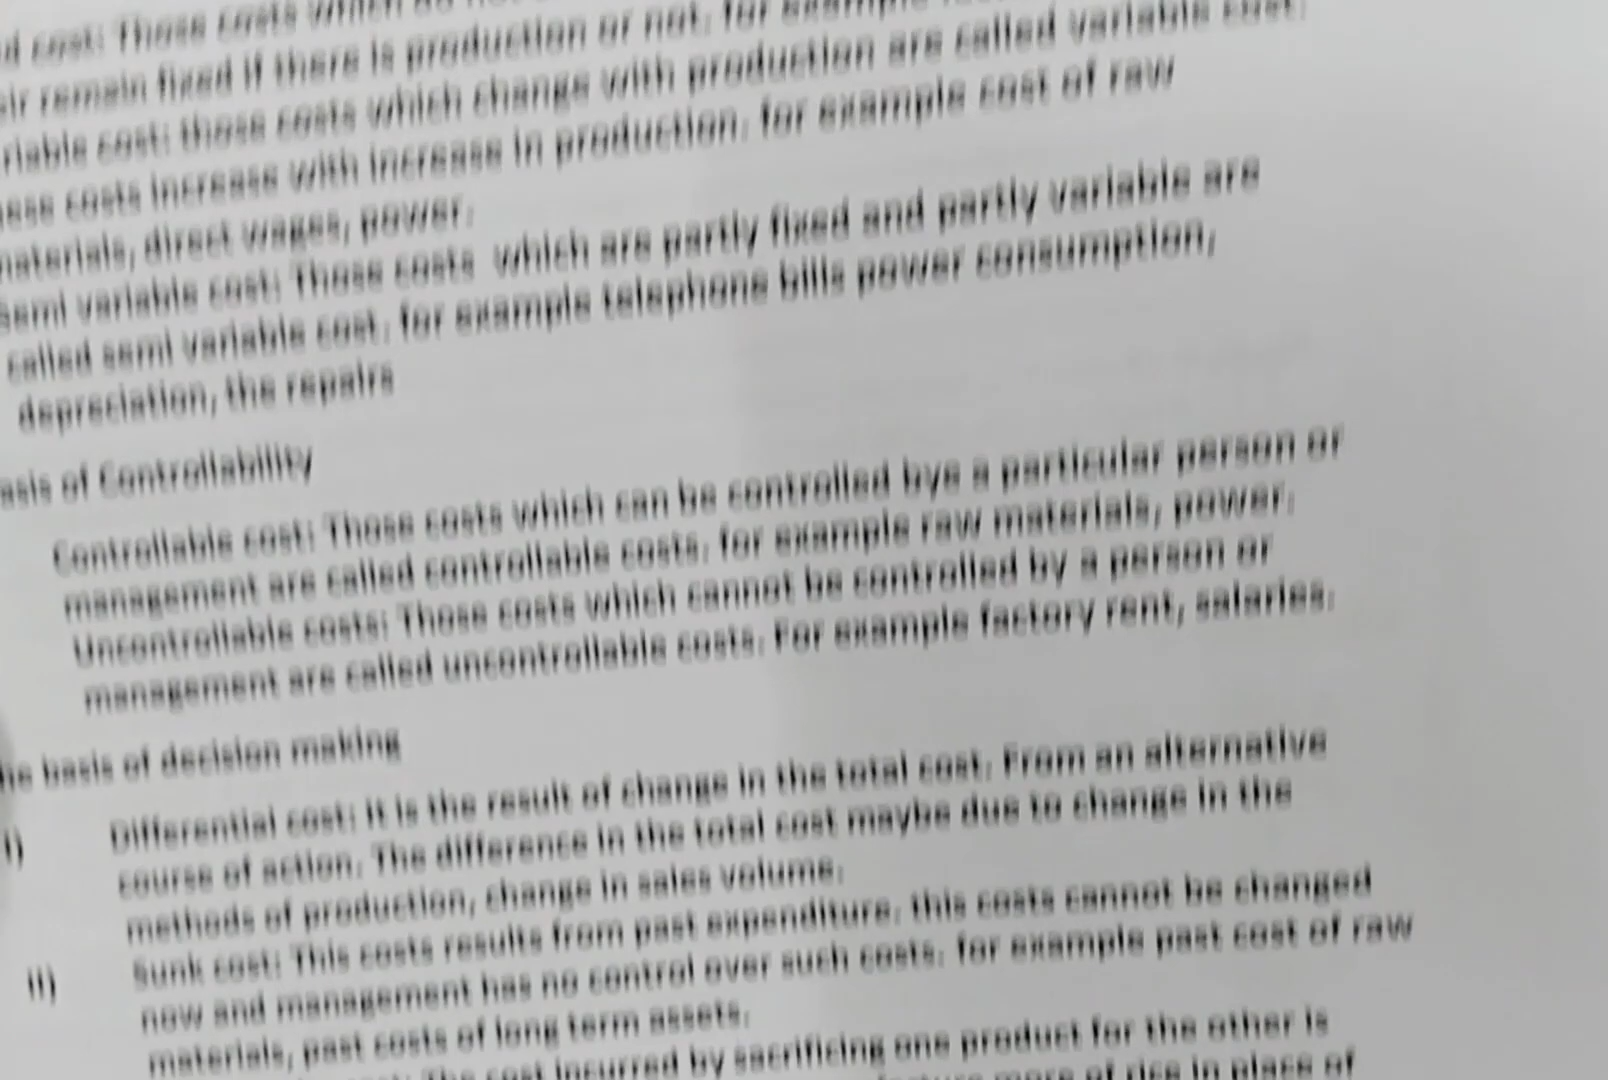 cost: Those costs which
remain fixed if there is production or not. for example
cost: those costs which change with production are called variable cost.
costs increase with increase in production. for example cost of raw
materials, direct wages, power.
semi variable cost: Those costs which are partly fixed and partly variable are
called semi variable cost. for example telephone bills power consumption,
depreciation, the repairs
of Controllability
Controllable cost: Those costs which can be controlled bye a particular person or
management are called controllable costs. for example raw materials, power.
Uncontrollable costs: Those costs which cannot be controlled by a person or
management are called uncontrollable costs. For example factory rent, salaries.
basis of decision making
i) Differential cost: It is the result of change in the total cost. From an alternative
course of action. The difference in the total cost maybe due to change in the
methods of production, change in sales volume.
ii) Sunk cost: This costs results from past expenditure. this costs cannot be changed
now and management has no control over such costs. for example past cost of raw
materials, past costs of long term assets.
The cost incurred by sacrificing one product for the other is
more of rice in place of